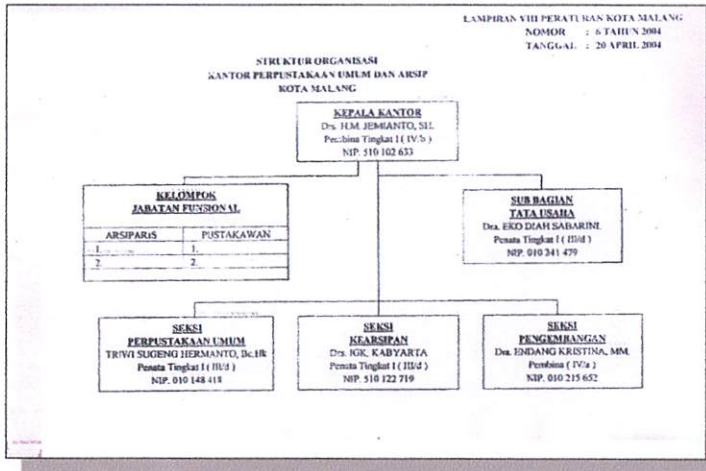 LAMPIRAN VIII PERATURAN KOTA MALANG
NOMOR : 6 TAHUN 2004
TANGGAL : 20 APRIL 2004
STRUKTUR ORGANISASI
KANTOR PERPUSTAKAAN UMUM DAN ARSIP
KOTA MALANG
KEPALA KANTOR
Drs. H.M. JEMIANTO, SH.
Pembina Tingkat I ( IV/b )
NIP. 510 102 633
KELOMPOK
JABATAN FUNSIONAL
ARSIPARIS PUSTAKAWAN
1. 1.
2. 2.
SUB BAGIAN
TATA USAHA
Dra. EKO DIAH SABARINI
Penata Tingkat I ( III/d )
NIP. 010 241 479
SEKSI
PERPUSTAKAAN UMUM
TRIWI SUGENG HERMANTO, Bc.Hk
Penata Tingkat I ( III/d )
NIP. 010 148 418
SEKSI
KEARSIPAN
Drs. IGK. KABYARTA
Penata Tingkat I ( III/d )
NIP. 510 122 719
SEKSI
PENGEMBANGAN
Dra. ENDANG KRISTINA, MM.
Pembina ( IV/a )
NIP. 010 215 652